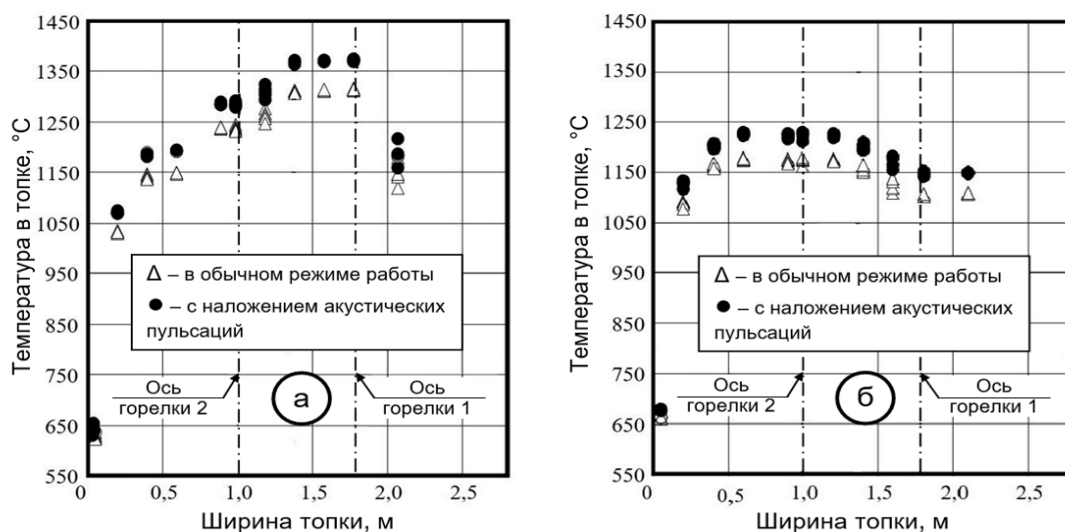 1450
1350
1250
1150
1050
950
850
750
650
550
Температура в топке, °С
△ – в обычном режиме работы
● – с наложением акустических
пульсаций
Ось
горелки 2
а
Ось
горелки 1
0 0,5 1,0 1,5 2,0 2,5
Ширина топки, м
1450
1350
1250
1150
1050
950
850
750
650
550
Температура в топке, °С
△ – в обычном режиме работы
● – с наложением акустических
пульсаций
Ось
горелки 2
б
Ось
горелки 1
0 0,5 1,0 1,5 2,0 2,5
Ширина топки, м